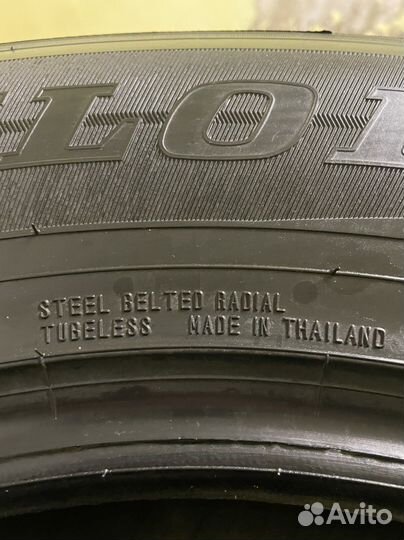 STEEL BELTED RADIAL
TUBELESS MADE IN THAILAND
Avito